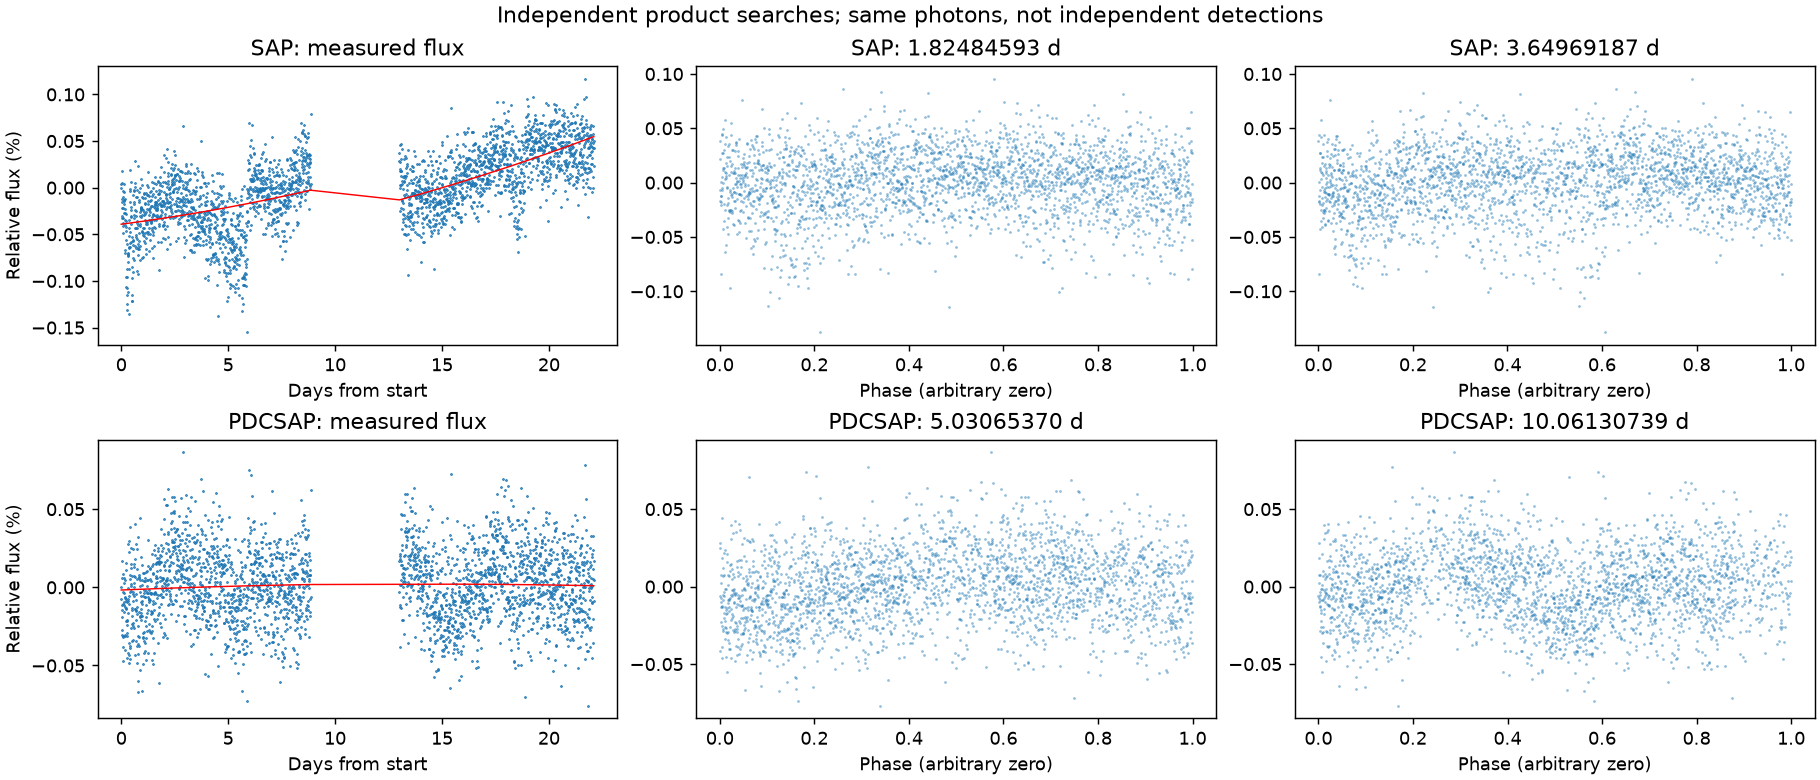 Independent product searches; same photons, not independent detections
SAP: measured flux
SAP: 1.82484593 d
SAP: 3.64969187 d
Relative flux (%)
0.10
0.05
0.00
−0.05
−0.10
−0.15
0.10
0.05
0.00
−0.05
−0.10
0.10
0.05
0.00
−0.05
−0.10
0 5 10 15 20
0.0 0.2 0.4 0.6 0.8 1.0
0.0 0.2 0.4 0.6 0.8 1.0
Days from start
Phase (arbitrary zero)
Phase (arbitrary zero)
PDCSAP: measured flux
PDCSAP: 5.03065370 d
PDCSAP: 10.06130739 d
Relative flux (%)
0.05
0.00
−0.05
0.05
0.00
−0.05
0.05
0.00
−0.05
0 5 10 15 20
0.0 0.2 0.4 0.6 0.8 1.0
0.0 0.2 0.4 0.6 0.8 1.0
Days from start
Phase (arbitrary zero)
Phase (arbitrary zero)